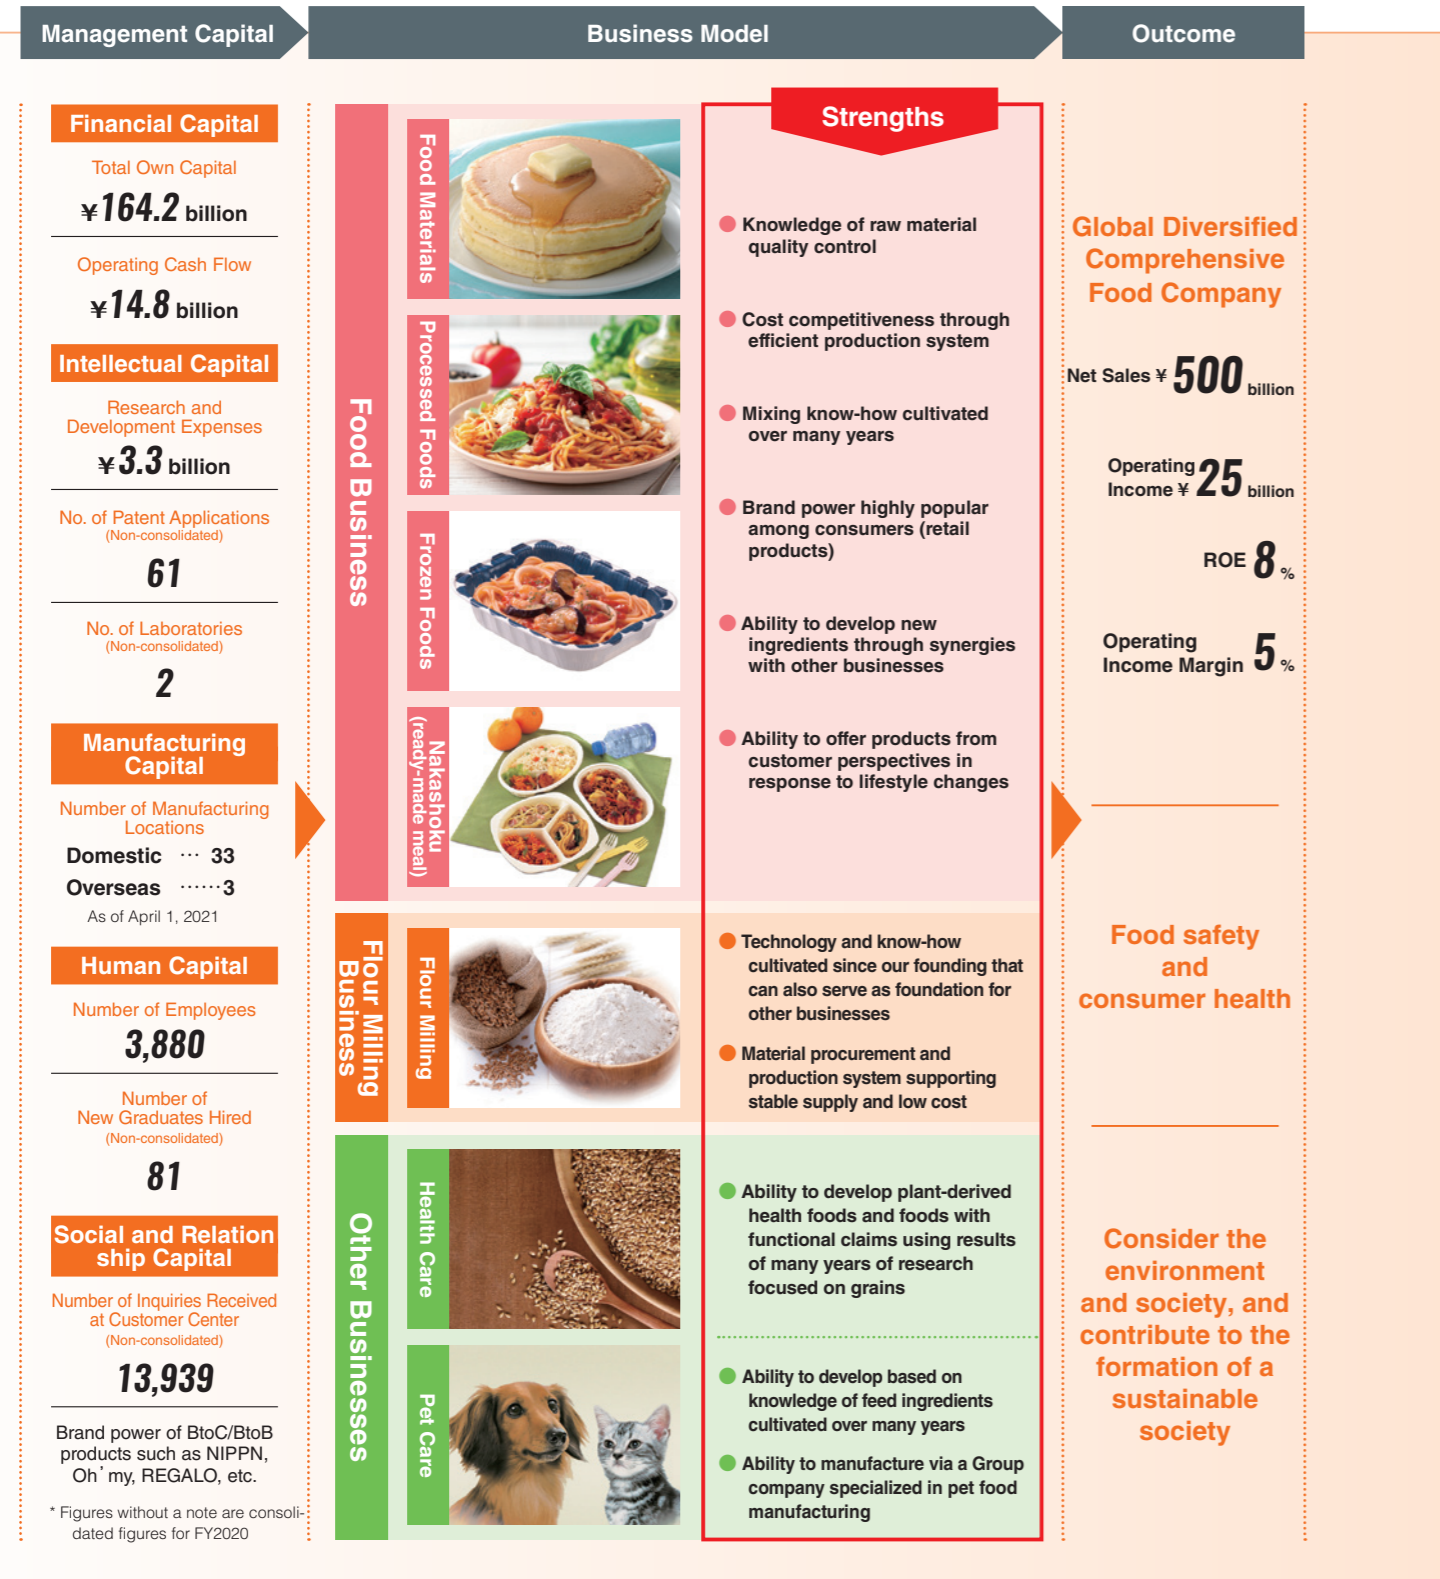 Management Capital
Business Model
Outcome
Financial Capital
Total Own Capital
¥164.2 billion
Operating Cash Flow
¥14.8 billion
Intellectual Capital
Research and
Development Expenses
¥3.3 billion
No. of Patent Applications
(Non-consolidated)
61
No. of Laboratories
(Non-consolidated)
2
Manufacturing
Capital
Number of Manufacturing
Locations
Domestic … 33
Overseas ……3
As of April 1, 2021
Human Capital
Number of Employees
3,880
Number of
New Graduates Hired
(Non-consolidated)
81
Social and Relation
ship Capital
Number of Inquiries Received
at Customer Center
(Non-consolidated)
13,939
Brand power of BtoC/BtoB
products such as NIPPN,
Oh’ my, REGALO, etc.
* Figures without a note are consoli-
dated figures for FY2020
Food Business
Food Materials
Processed Foods
Frozen Foods
Nakashoku
(ready-made meal)
Strengths
● Knowledge of raw material
quality control
● Cost competitiveness through
efficient production system
● Mixing know-how cultivated
over many years
● Brand power highly popular
among consumers (retail
products)
● Ability to develop new
ingredients through synergies
with other businesses
● Ability to offer products from
customer perspectives in
response to lifestyle changes
Flour Milling
Business
Flour Milling
● Technology and know-how
cultivated since our founding that
can also serve as foundation for
other businesses
● Material procurement and
production system supporting
stable supply and low cost
Other Businesses
Health Care
● Ability to develop plant-derived
health foods and foods with
functional claims using results
of many years of research
focused on grains
Pet Care
● Ability to develop based on
knowledge of feed ingredients
cultivated over many years
● Ability to manufacture via a Group
company specialized in pet food
manufacturing
Global Diversified
Comprehensive
Food Company
Net Sales ¥ 500 billion
Operating
Income ¥ 25 billion
ROE 8 %
Operating
Income Margin 5 %
Food safety
and
consumer health
Consider the
environment
and society, and
contribute to the
formation of a
sustainable
society